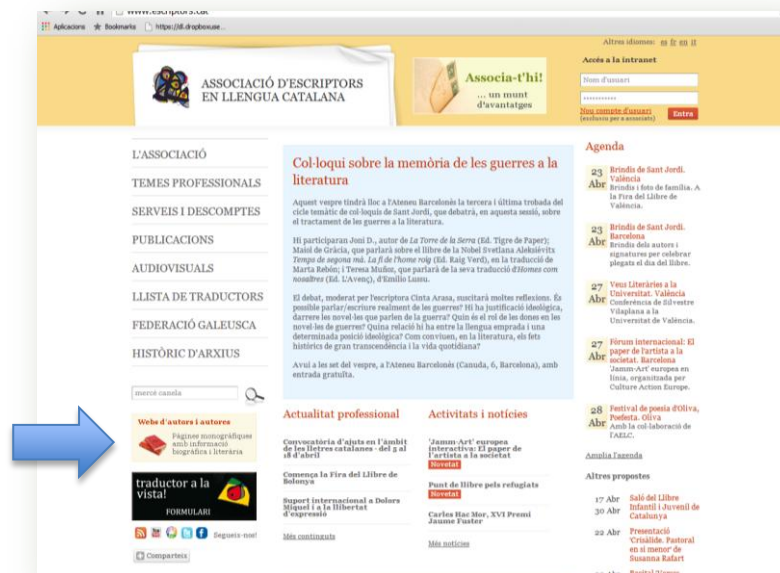 www.escriptors.cat
Aplicacions
Bookmarks
https://dl.dropboxuse...
Altres idiomes: es fr en it
ASSOCIACIÓ D'ESCRIPTORS
EN LLENGUA CATALANA
Associa-t'hi!
... un munt
d'avantatges
Accés a la intranet
Nom d'usuari
Nou compte d'usuari
(exclusiu per a associats)
Entra
L'ASSOCIACIÓ
TEMES PROFESSIONALS
SERVEIS I DESCOMPTES
PUBLICACIONS
AUDIOVISUALS
LLISTA DE TRADUCTORS
FEDERACIÓ GALEUSCA
HISTÒRIC D'ARXIUS
mercé canela
Webs d'autors i autores
Pàgines monogràfiques
amb informació
biogràfica i literària
traductor a la
vista!
FORMULARI
Segueix-nos!
Comparteix
Col·loqui sobre la memòria de les guerres a la
literatura
Aquest vespre tindrà lloc a l'Ateneu Barcelonès la tercera i última trobada del
cicle temàtic de col·loquis de Sant Jordi, que debatrà, en aquesta sessió, sobre
el tractament de les guerres a la literatura.
Hi participaran Joni D., autor de La Torre de la Serra (Ed. Tigre de Paper);
Maiol de Gràcia, que parlarà sobre el llibre de la Nobel Svetlana Aleksiévitx
Temps de segona mà. La fi de l'home roig (Ed. Raig Verd), en la traducció de
Marta Rebón; i Teresa Muñoz, que parlarà de la seva traducció d'Homes com
nosaltres (Ed. L'Avenç), d'Emilio Lussu.
El debat, moderat per l'escriptora Cinta Arasa, suscitarà moltes reflexions. És
possible parlar/escriure realment de les guerres? Hi ha justificació ideològica,
darrere les novel·les que parlen de la guerra? Quin és el rol de les dones en les
novel·les de guerres? Quina relació hi ha entre la llengua emprada i una
determinada posició ideològica? Com conviuen, en la literatura, els fets
històrics de gran transcendència i la vida quotidiana?
Avui a les set del vespre, a l'Ateneu Barcelonès (Canuda, 6, Barcelona), amb
entrada gratuïta.
Actualitat professional
Convocatòria d'ajuts en l'àmbit
de les lletres catalanes - del 5 al
18 d'abril
Comença la Fira del Llibre de
Bolonya
Suport internacional a Dolors
Miquel i a la llibertat
d'expressió
Més continguts
Activitats i notícies
'Jamm-Art' europea
interactiva: El paper de
l'artista a la societat
Novetat
Punt de llibre pels refugiats
Novetat
Carles Hac Mor, XVI Premi
Jaume Fuster
Més notícies
Agenda
23 Abr
Brindis de Sant Jordi.
València
Brindis i foto de família. A
la Fira del Llibre de
València.
23 Abr
Brindis de Sant Jordi.
Barcelona
Brindis dels autors i
signatures per celebrar
plegats el dia del llibre.
27 Abr
Veus Literàries a la
Universitat. València
Conferència de Silvestre
Vilaplana a la
Universitat de València.
27 Abr
Fòrum internacional: El
paper de l'artista a la
societat. Barcelona
'Jamm-Art' europea en
línia, organitzada per
Culture Action Europe.
28 Abr
Festival de poesia d'Oliva,
Poefesta. Oliva
Amb la col·laboració de
l'AELC.
Amplia l'agenda
Altres propostes
17 Abr
30 Abr
Saló del Llibre
Infantil i Juvenil de
Catalunya
22 Abr
Presentació
'Crisàlide. Pastoral
en si menor' de
Susanna Rafart